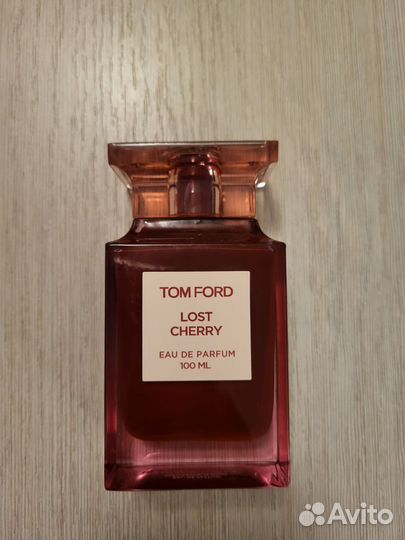 TOM FORD
LOST
CHERRY
EAU DE PARFUM
100 ML
Avito